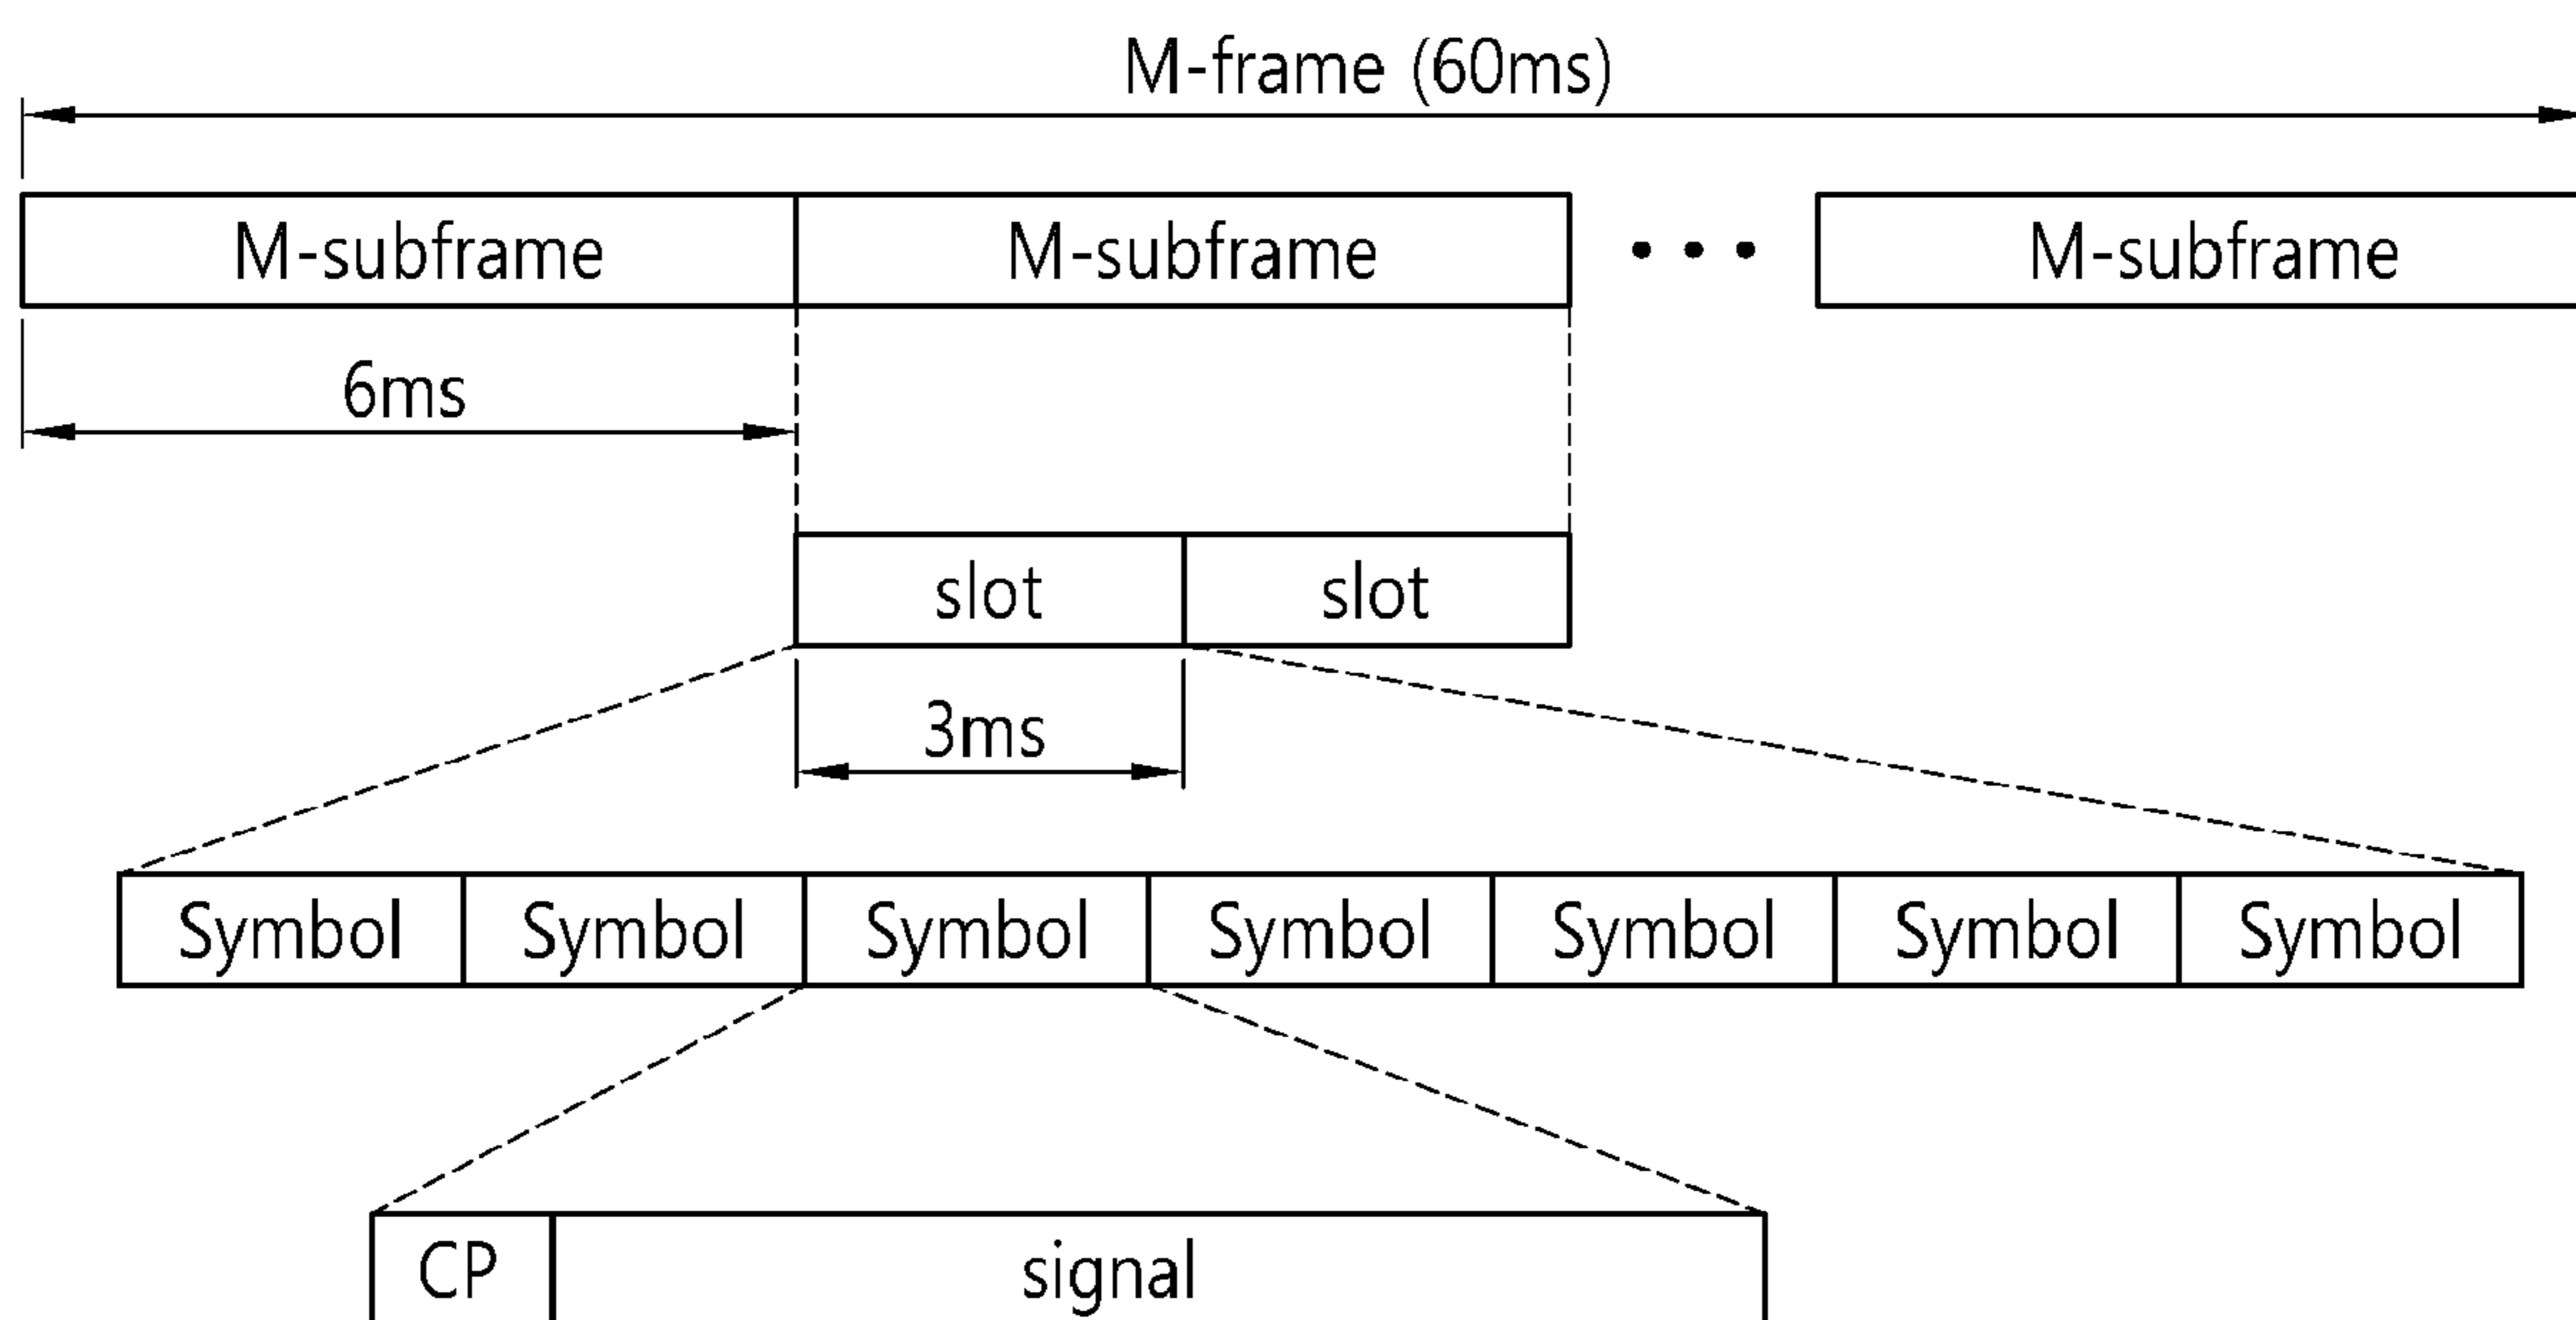 M-frame (60ms)
M-subframe M-subframe • • • M-subframe
6ms
slot slot
3ms
Symbol Symbol Symbol Symbol Symbol Symbol Symbol
CP signal